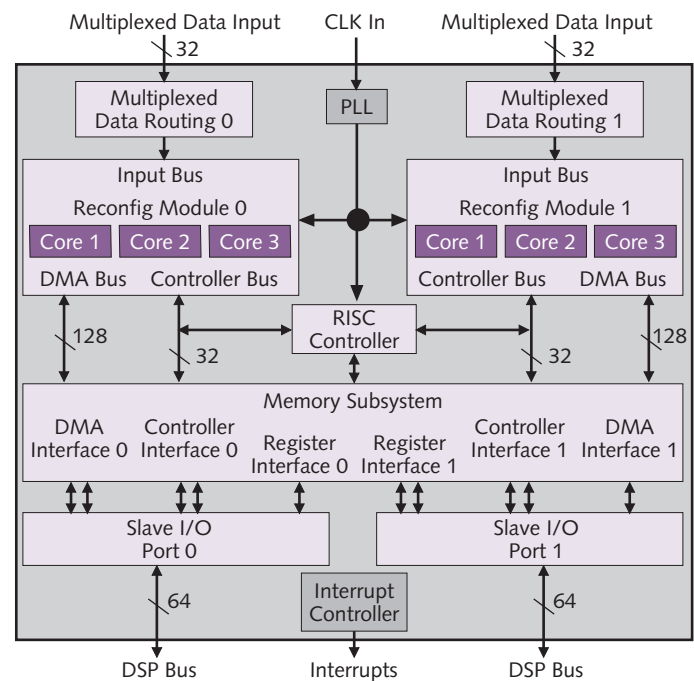 Multiplexed Data Input
CLK In
Multiplexed Data Input
32
32
Multiplexed
Data Routing 0
PLL
Multiplexed
Data Routing 1
Input Bus
Reconfig Module 0
Core 1
Core 2
Core 3
DMA Bus
Controller Bus
Input Bus
Reconfig Module 1
Core 1
Core 2
Core 3
Controller Bus
DMA Bus
RISC
Controller
128
32
32
128
Memory Subsystem
DMA
Interface 0
Controller
Interface 0
Register
Interface 0
Register
Interface 1
Controller
Interface 1
DMA
Interface 1
Slave I/O
Port 0
Slave I/O
Port 1
64
Interrupt
Controller
64
DSP Bus
Interrupts
DSP Bus